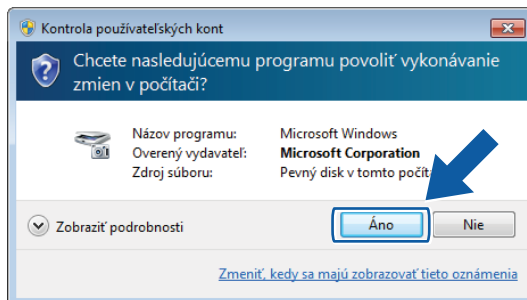 Kontrola používateľských kont
Chcete nasledujúcemu programu povoliť vykonávanie
zmien v počítači?
Názov programu: Microsoft Windows
Overený vydavateľ: Microsoft Corporation
Zdroj súboru: Pevný disk v tomto
Zobraziť podrobnosti
Áno
Nie
Zmeniť, kedy sa majú zobrazovať tieto oznámenia